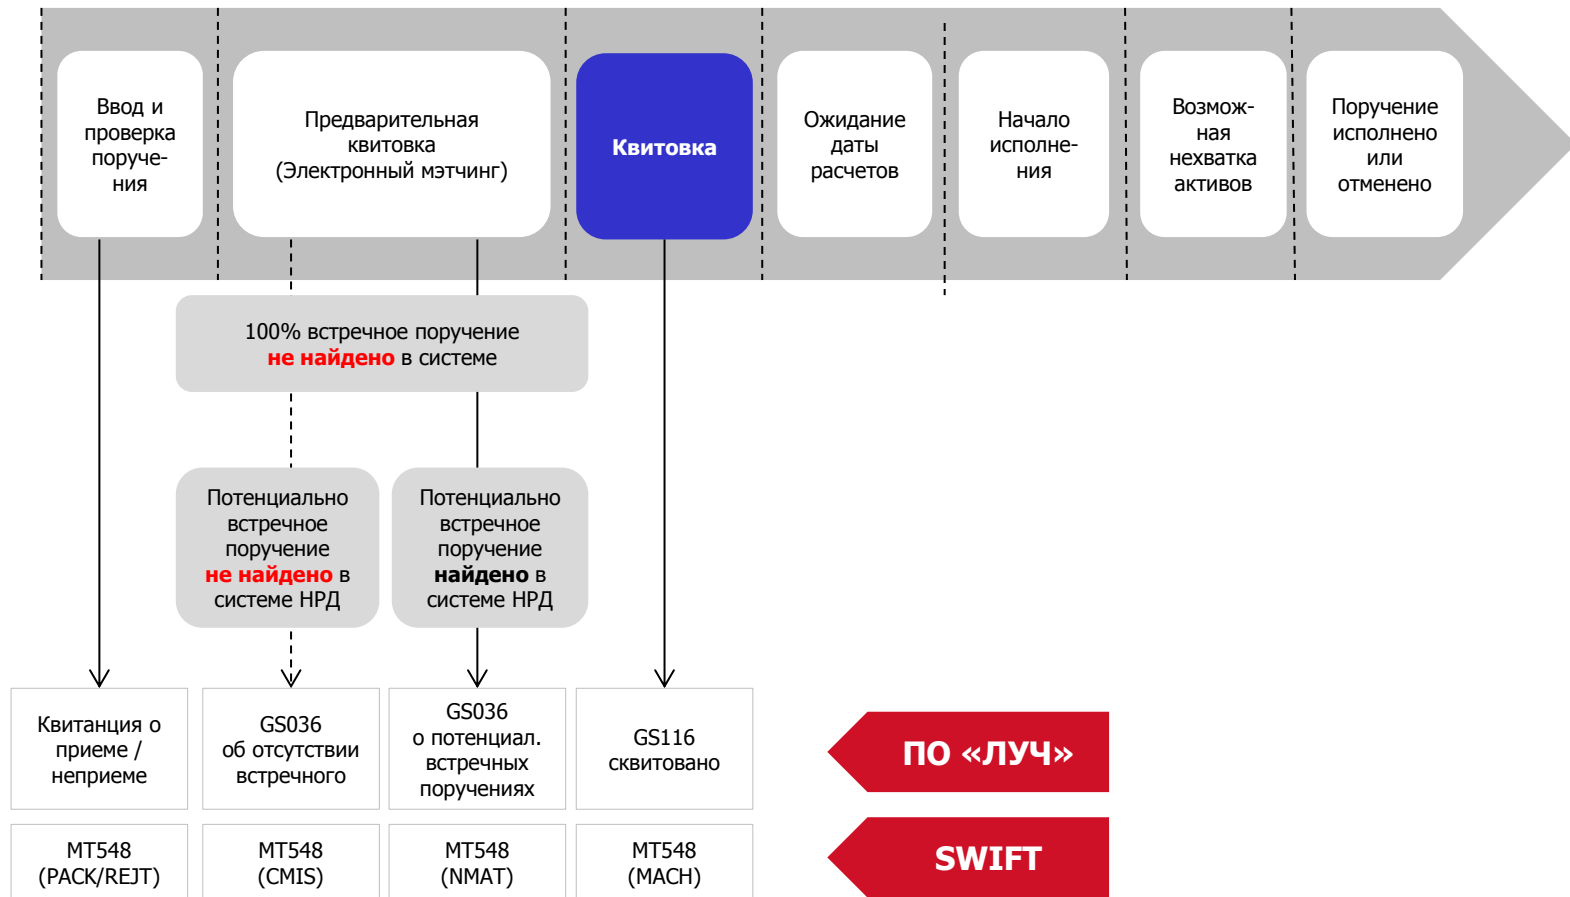 Ввод и
проверка
поруче-
ния
Предварительная
квитовка
(Электронный мэтчинг)
Квитовка
Ожидание
даты
расчетов
Начало
исполне-
ния
Возмож-
ная
нехватка
активов
Поручение
исполнено
или
отменено
100% встречное поручение
не найдено в системе
Потенциально
встречное
поручение
не найдено в
системе НРД
Потенциально
встречное
поручение
найдено в
системе НРД
Квитанция о
приеме /
неприеме
GS036
об отсутствии
встречного
GS036
о потенциал.
встречных
поручениях
GS116
сквитовано
ПО «ЛУЧ»
MT548
(PACK/REJT)
MT548
(CMIS)
MT548
(NMAT)
MT548
(MACH)
SWIFT